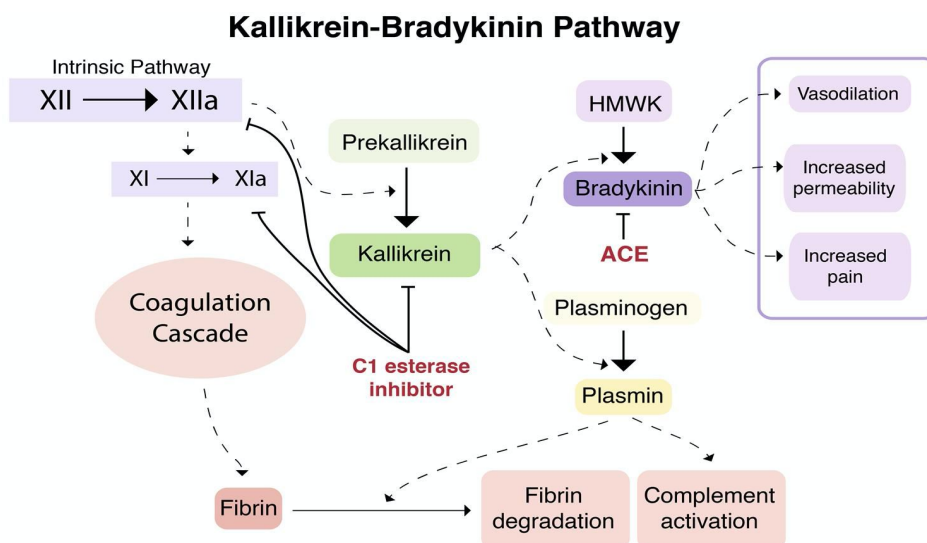 Kallikrein-Bradykinin Pathway
Intrinsic Pathway
XII XIIa
XI XIa
Coagulation
Cascade
Prekallikrein
Kallikrein
C1 esterase
inhibitor
HMWK
Bradykinin
ACE
Plasminogen
Plasmin
Vasodilation
Increased
permeability
Increased
pain
Fibrin
Fibrin
degradation
Complement
activation